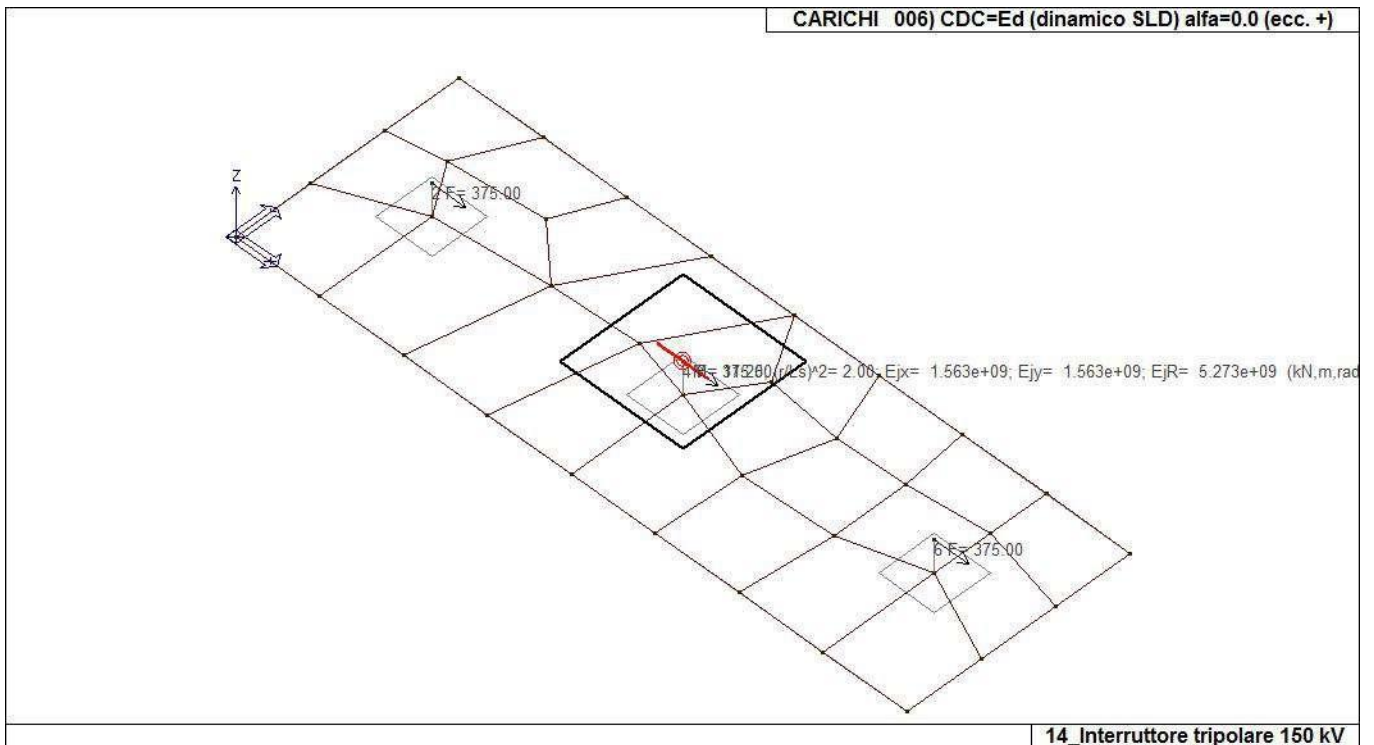 CARICHI 006) CDC=Ed (dinamico SLD) alfa=0.0 (ecc. +)
Z
2 F= 375.00
(r/Ls)^2= 2.00; Ejx= 1.563e+09; Ejy= 1.563e+09; EjR= 5.273e+09 (kN,m,rad
6 F= 375.00
14_Interruttore tripolare 150 kV